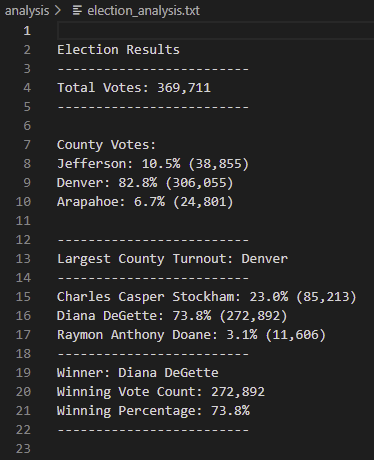 analysis > election_analysis.txt
1
2 Election Results
3 -------------------------
4 Total Votes: 369,711
5 -------------------------
6
7 County Votes:
8 Jefferson: 10.5% (38,855)
9 Denver: 82.8% (306,055)
10 Arapahoe: 6.7% (24,801)
11
12 -------------------------
13 Largest County Turnout: Denver
14 -------------------------
15 Charles Casper Stockham: 23.0% (85,213)
16 Diana DeGette: 73.8% (272,892)
17 Raymon Anthony Doane: 3.1% (11,606)
18 -------------------------
19 Winner: Diana DeGette
20 Winning Vote Count: 272,892
21 Winning Percentage: 73.8%
22 -------------------------
23